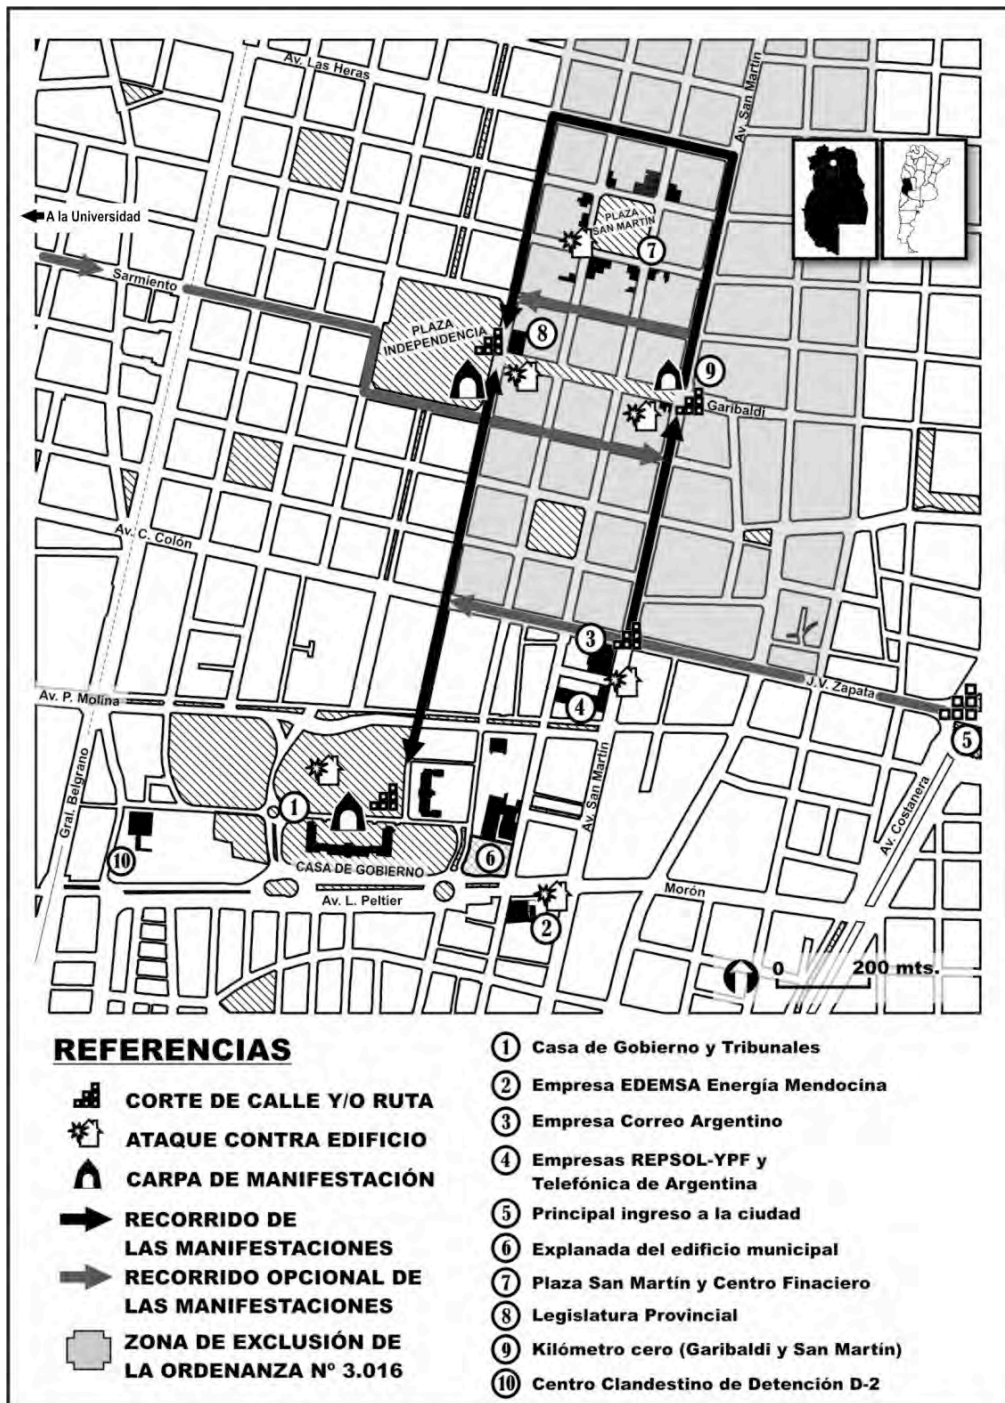 Av. Las Heras
Av. San Martín
A la Universidad
PLAZA
SAN MARTÍN
7
Sarmiento
PLAZA
INDEPENDENCIA
8
9
Garibaldi
Av. C. Colón
3
J.V. Zapata
Av. P. Molina
4
5
Gral. Belgrano
Av. San Martín
Av. Costanera
1
10
CASA DE GOBIERNO
6
Av. L. Peltier
Morón
2
0 200 mts.
REFERENCIAS
CORTE DE CALLE Y/O RUTA
ATAQUE CONTRA EDIFICIO
CARPA DE MANIFESTACIÓN
RECORRIDO DE
LAS MANIFESTACIONES
RECORRIDO OPCIONAL DE
LAS MANIFESTACIONES
ZONA DE EXCLUSIÓN DE
LA ORDENANZA Nº 3.016
1 Casa de Gobierno y Tribunales
2 Empresa EDEMSA Energía Mendocina
3 Empresa Correo Argentino
4 Empresas REPSOL-YPF y
Telefónica de Argentina
5 Principal ingreso a la ciudad
6 Explanada del edificio municipal
7 Plaza San Martín y Centro Finaciero
8 Legislatura Provincial
9 Kilómetro cero (Garibaldi y San Martín)
10 Centro Clandestino de Detención D-2